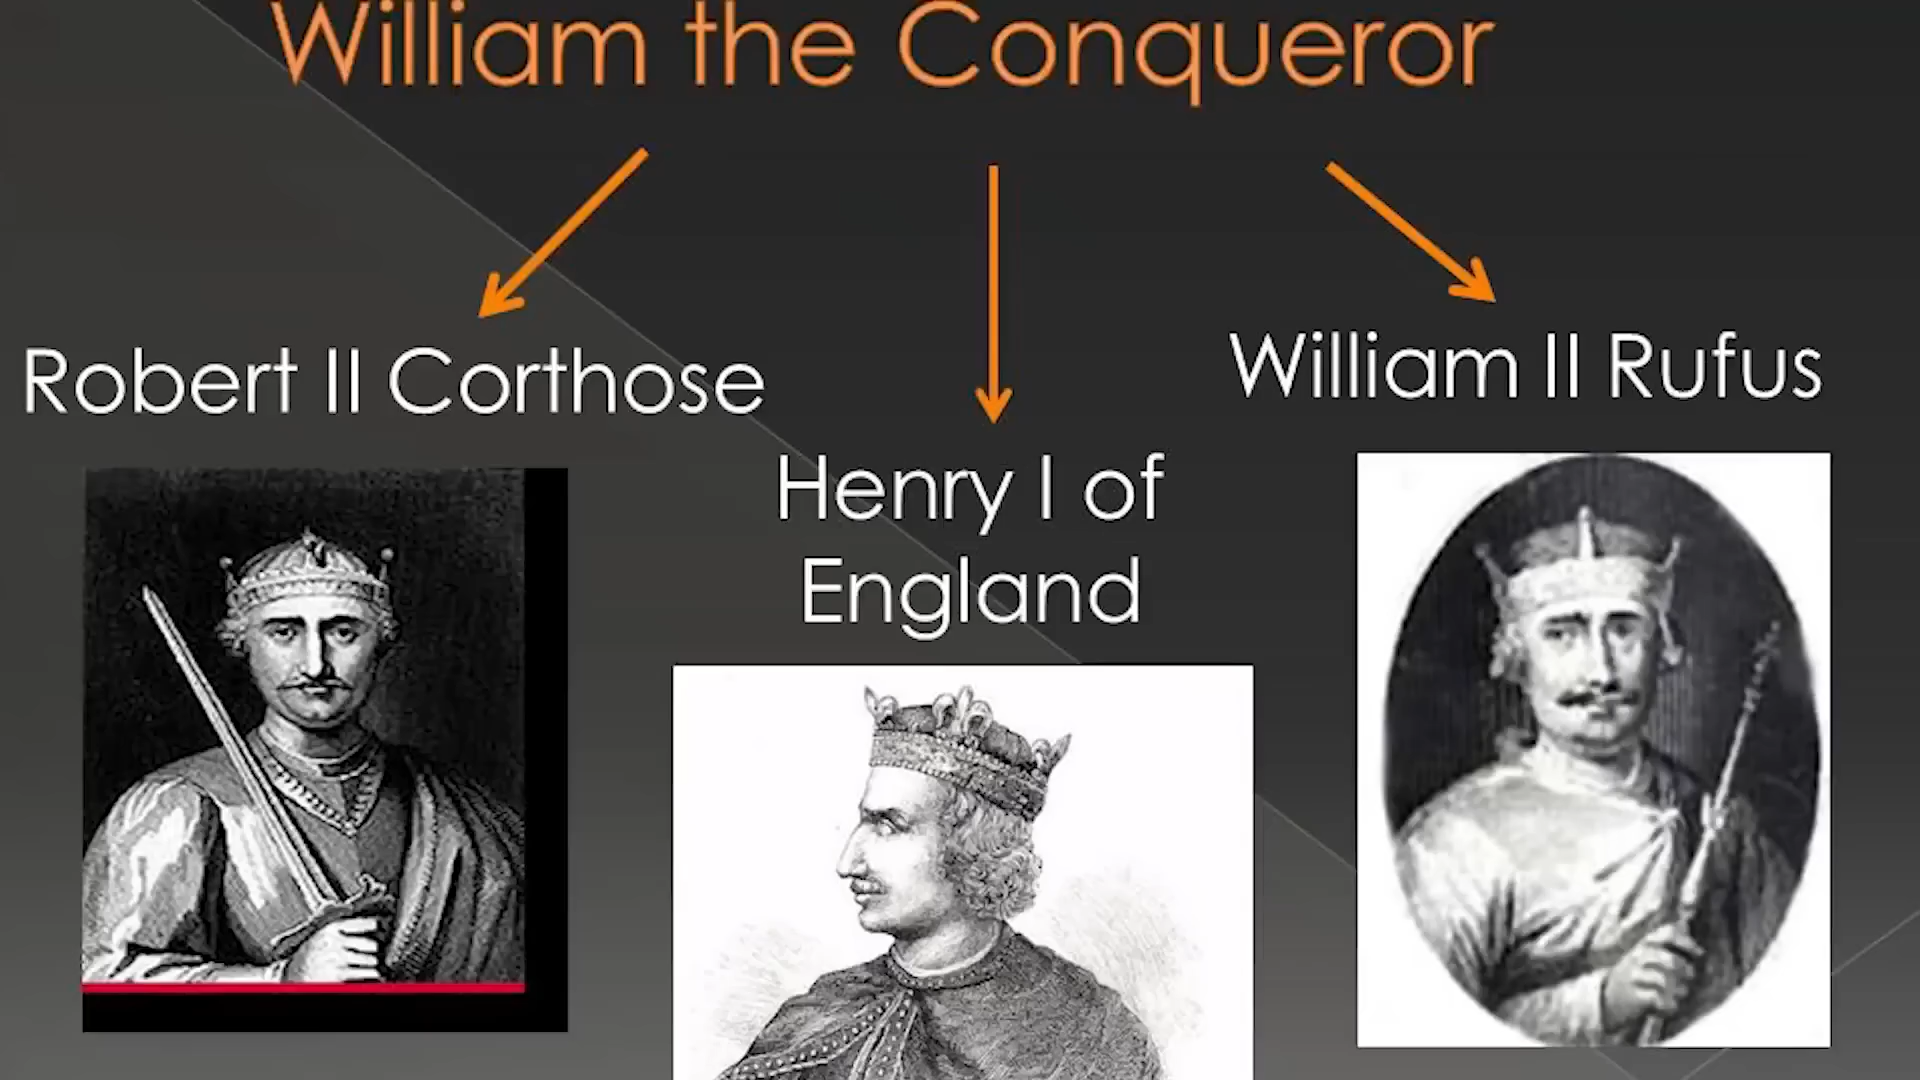 William the Conqueror
Robert II Corthose
William II Rufus
Henry I of
England